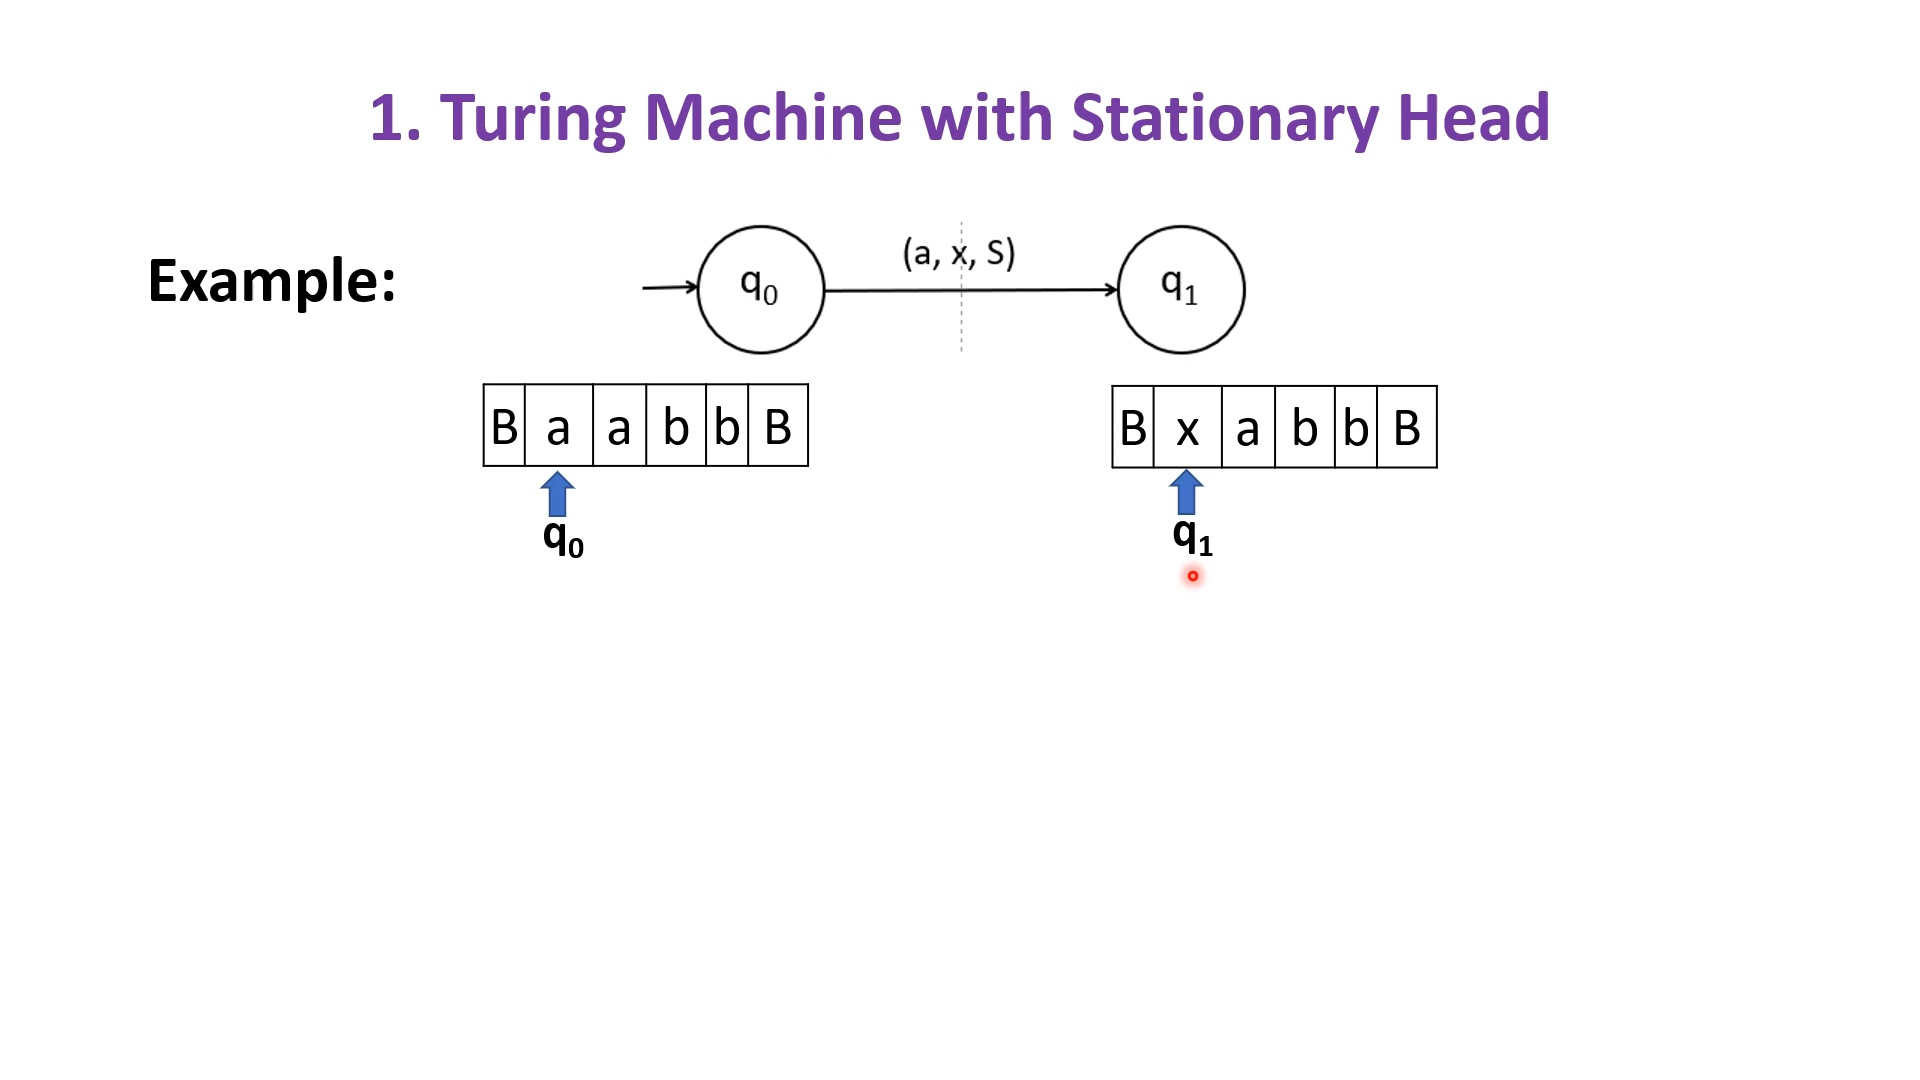 1. Turing Machine with Stationary Head
Example:
q0
(a, x, S)
q1
B a a b b B
B x a b b B
q0
q1